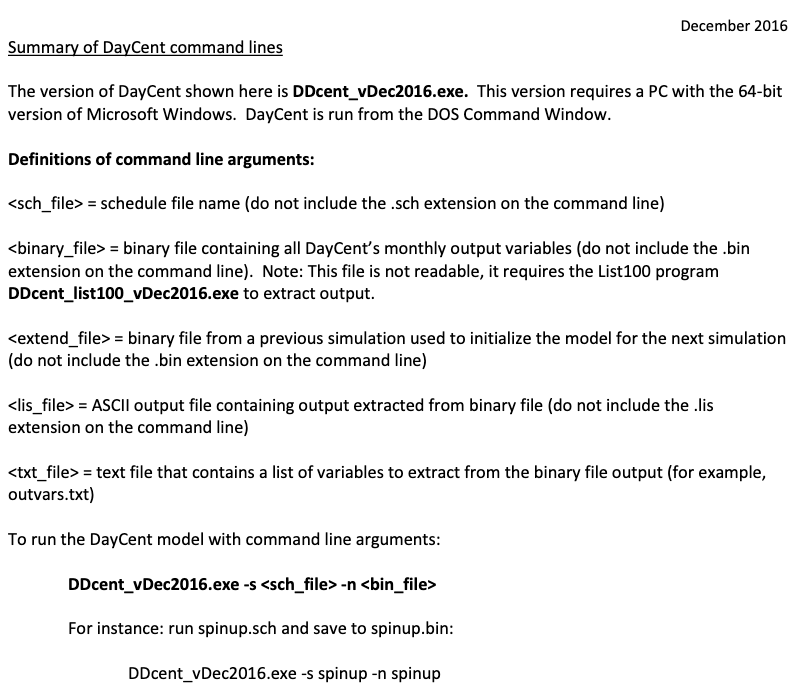 December 2016
Summary of DayCent command lines
The version of DayCent shown here is DDcent_vDec2016.exe.  This version requires a PC with the 64-bit
version of Microsoft Windows.  DayCent is run from the DOS Command Window.
Definitions of command line arguments:
<sch_file> = schedule file name (do not include the .sch extension on the command line)
<binary_file> = binary file containing all DayCent’s monthly output variables (do not include the .bin
extension on the command line).  Note: This file is not readable, it requires the List100 program
DDcent_list100_vDec2016.exe to extract output.
<extend_file> = binary file from a previous simulation used to initialize the model for the next simulation
(do not include the .bin extension on the command line)
<lis_file> = ASCII output file containing output extracted from binary file (do not include the .lis
extension on the command line)
<txt_file> = text file that contains a list of variables to extract from the binary file output (for example,
outvars.txt)
To run the DayCent model with command line arguments:
DDcent_vDec2016.exe -s <sch_file> -n <bin_file>
For instance: run spinup.sch and save to spinup.bin:
DDcent_vDec2016.exe -s spinup -n spinup